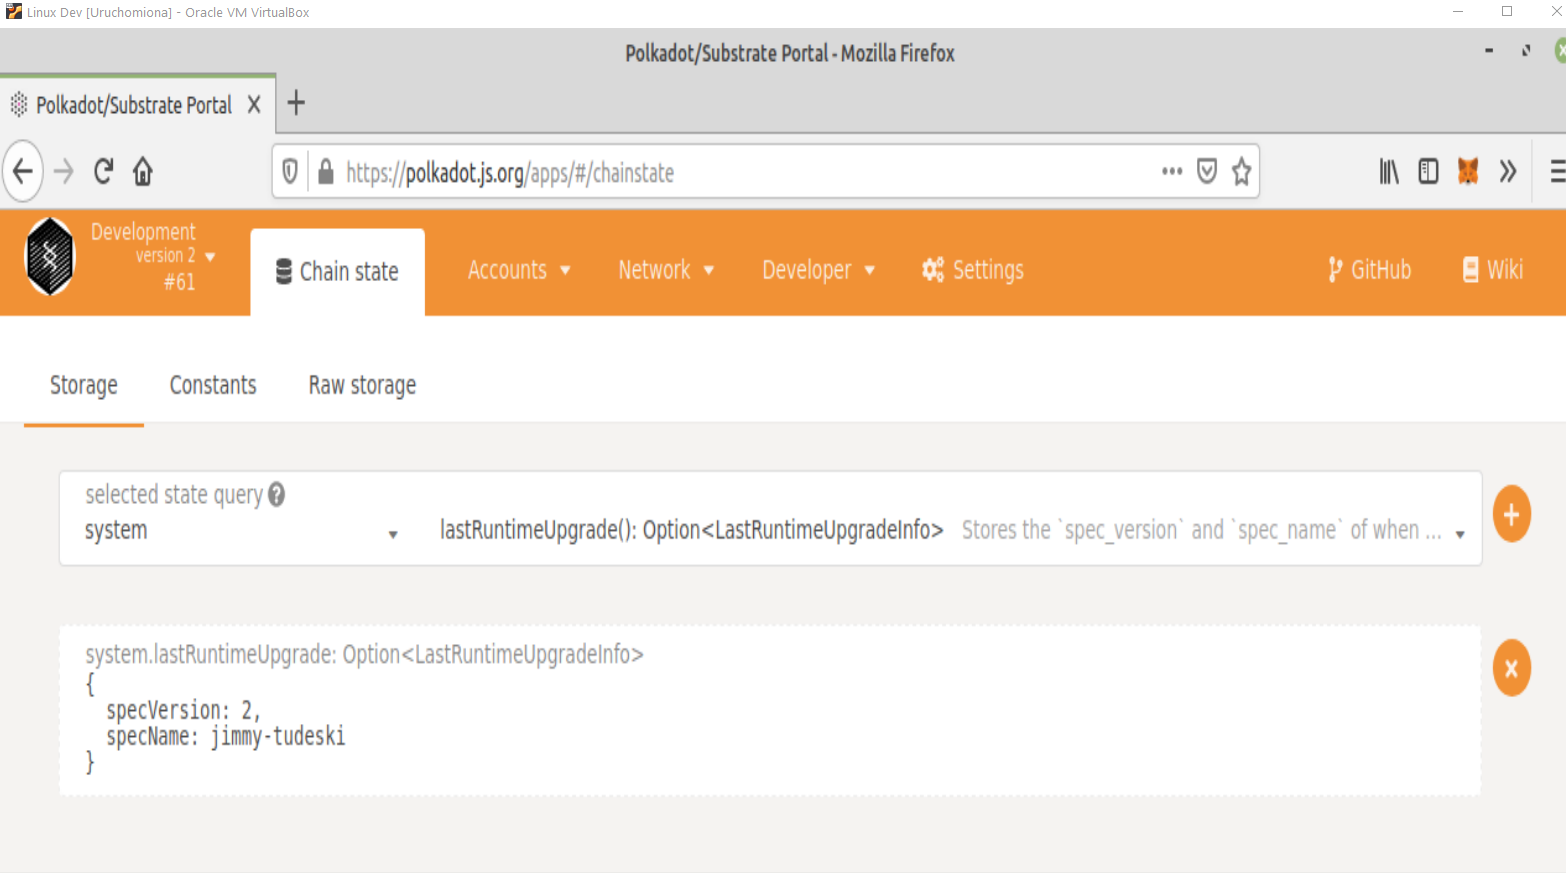 Linux Dev [Uruchomiona] - Oracle VM VirtualBox
Polkadot/Substrate Portal - Mozilla Firefox
Polkadot/Substrate Portal
https://polkadot.js.org/apps/#/chainstate
Development
version 2
#61
Chain state
Accounts
Network
Developer
Settings
GitHub
Wiki
Storage
Constants
Raw storage
selected state query
system
lastRuntimeUpgrade(): Option<LastRuntimeUpgradeInfo> Stores the `spec_version` and `spec_name` of when ...
system.lastRuntimeUpgrade: Option<LastRuntimeUpgradeInfo>
{
specVersion: 2,
specName: jimmy-tudeski
}